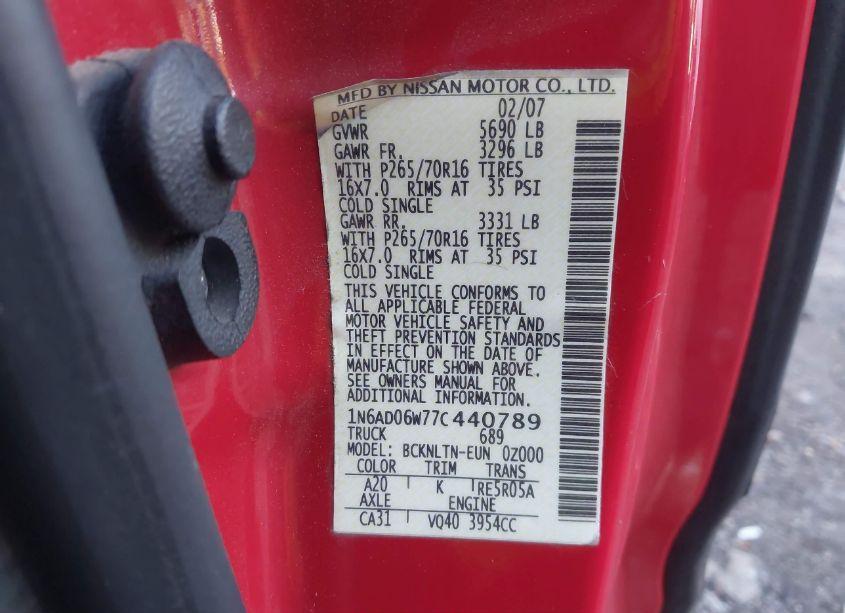 MFD BY NISSAN MOTOR CO., LTD.
DATE 02/07
GVWR 5690 LB
GAWR FR. 3296 LB
WITH P265/70R16 TIRES
16X7.0 RIMS AT 35 PSI
COLD SINGLE
GAWR RR. 3331 LB
WITH P265/70R16 TIRES
16X7.0 RIMS AT 35 PSI
COLD SINGLE
THIS VEHICLE CONFORMS TO
ALL APPLICABLE FEDERAL
MOTOR VEHICLE SAFETY AND
THEFT PREVENTION STANDARDS
IN EFFECT ON THE DATE OF
MANUFACTURE SHOWN ABOVE.
SEE OWNERS MANUAL FOR
ADDITIONAL INFORMATION.
1N6AD06W77C440789
TRUCK 689
MODEL: BCKNLTN-EUN 0Z000
COLOR TRIM TRANS
A20 K RE5R05A
AXLE ENGINE
CA31 VQ40 3954CC